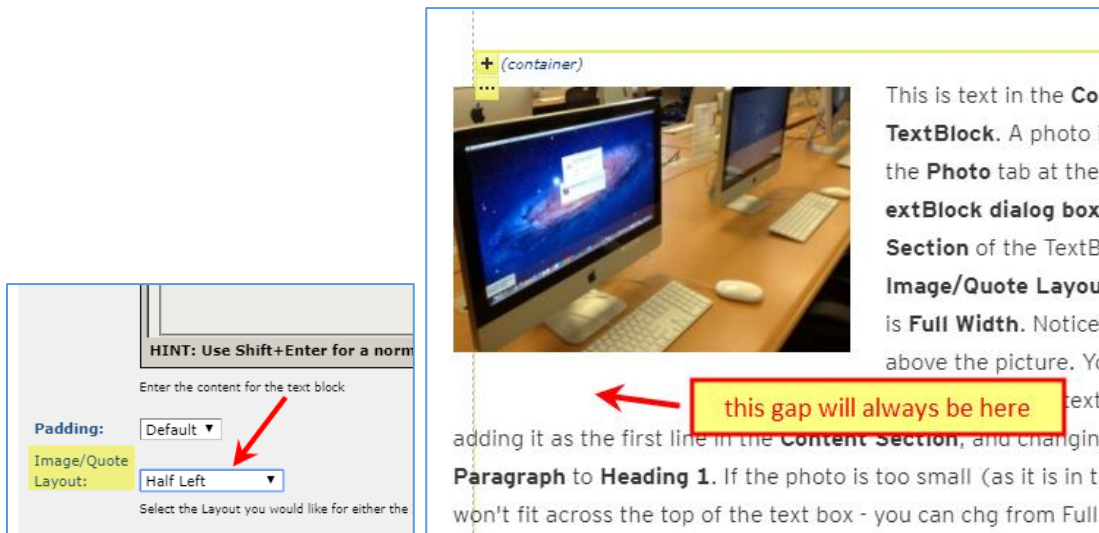 HINT: Use Shift+Enter for a norm
Enter the content for the text block
Padding:
Default
Image/Quote
Layout:
Half Left
Select the Layout you would like for either the
+ (container)
...
This is text in the Co
TextBlock. A photo
the Photo tab at the
extBlock dialog box
Section of the TextB
Image/Quote Layou
is Full Width. Notice
above the picture. Yo
this gap will always be here
text
adding it as the first line in the Content Section, and changin
Paragraph to Heading 1. If the photo is too small (as it is in t
won't fit across the top of the text box - you can chg from Full